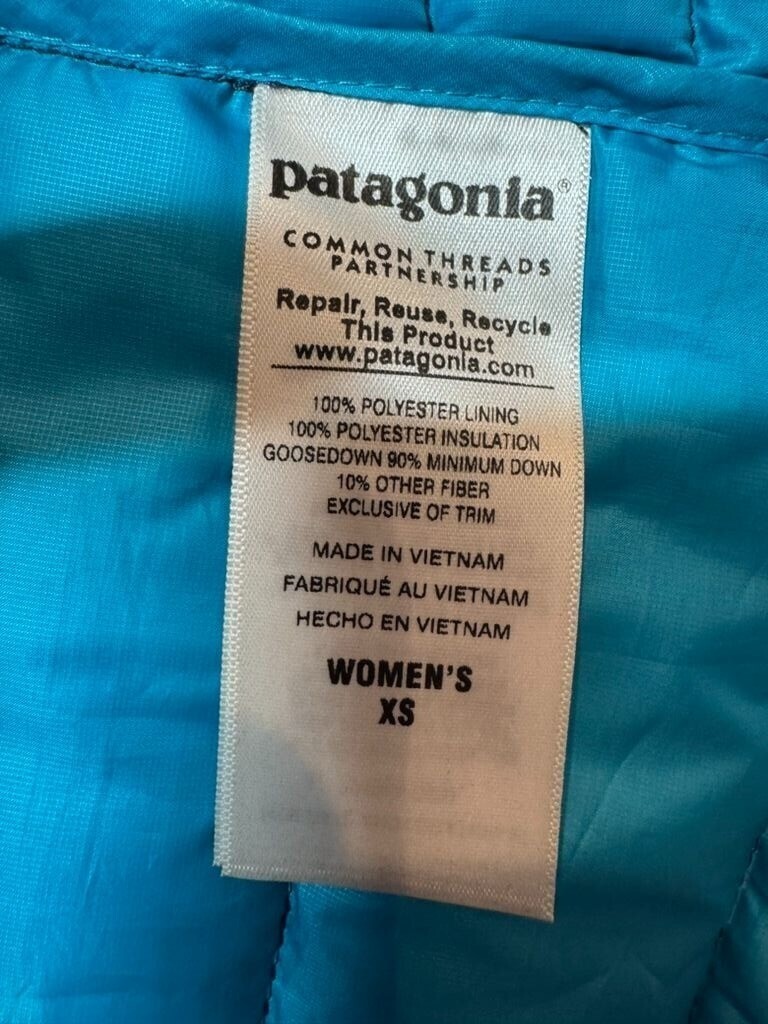 patagonia®
COMMON THREADS
PARTNERSHIP
Repair, Reuse, Recycle
This Product
www.patagonia.com
100% POLYESTER LINING
100% POLYESTER INSULATION
GOOSEDOWN 90% MINIMUM DOWN
10% OTHER FIBER
EXCLUSIVE OF TRIM
MADE IN VIETNAM
FABRIQUÉ AU VIETNAM
HECHO EN VIETNAM
WOMEN'S
XS